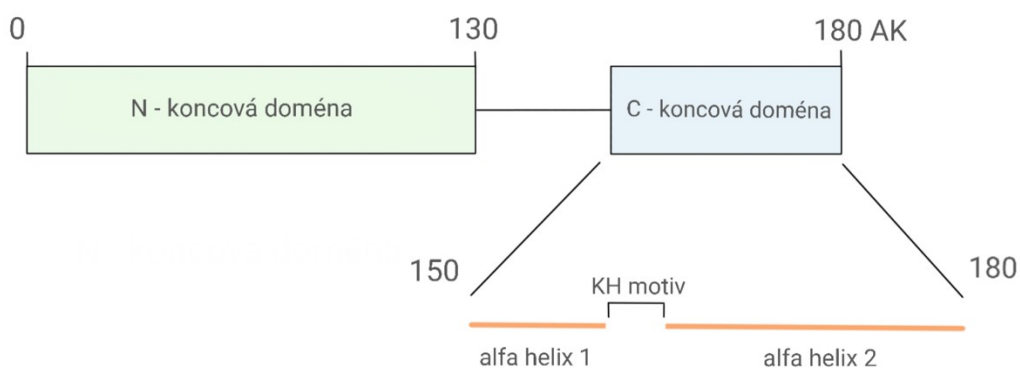 0
130
180 AK
N - koncová doména
C - koncová doména
150
180
KH motiv
alfa helix 1
alfa helix 2